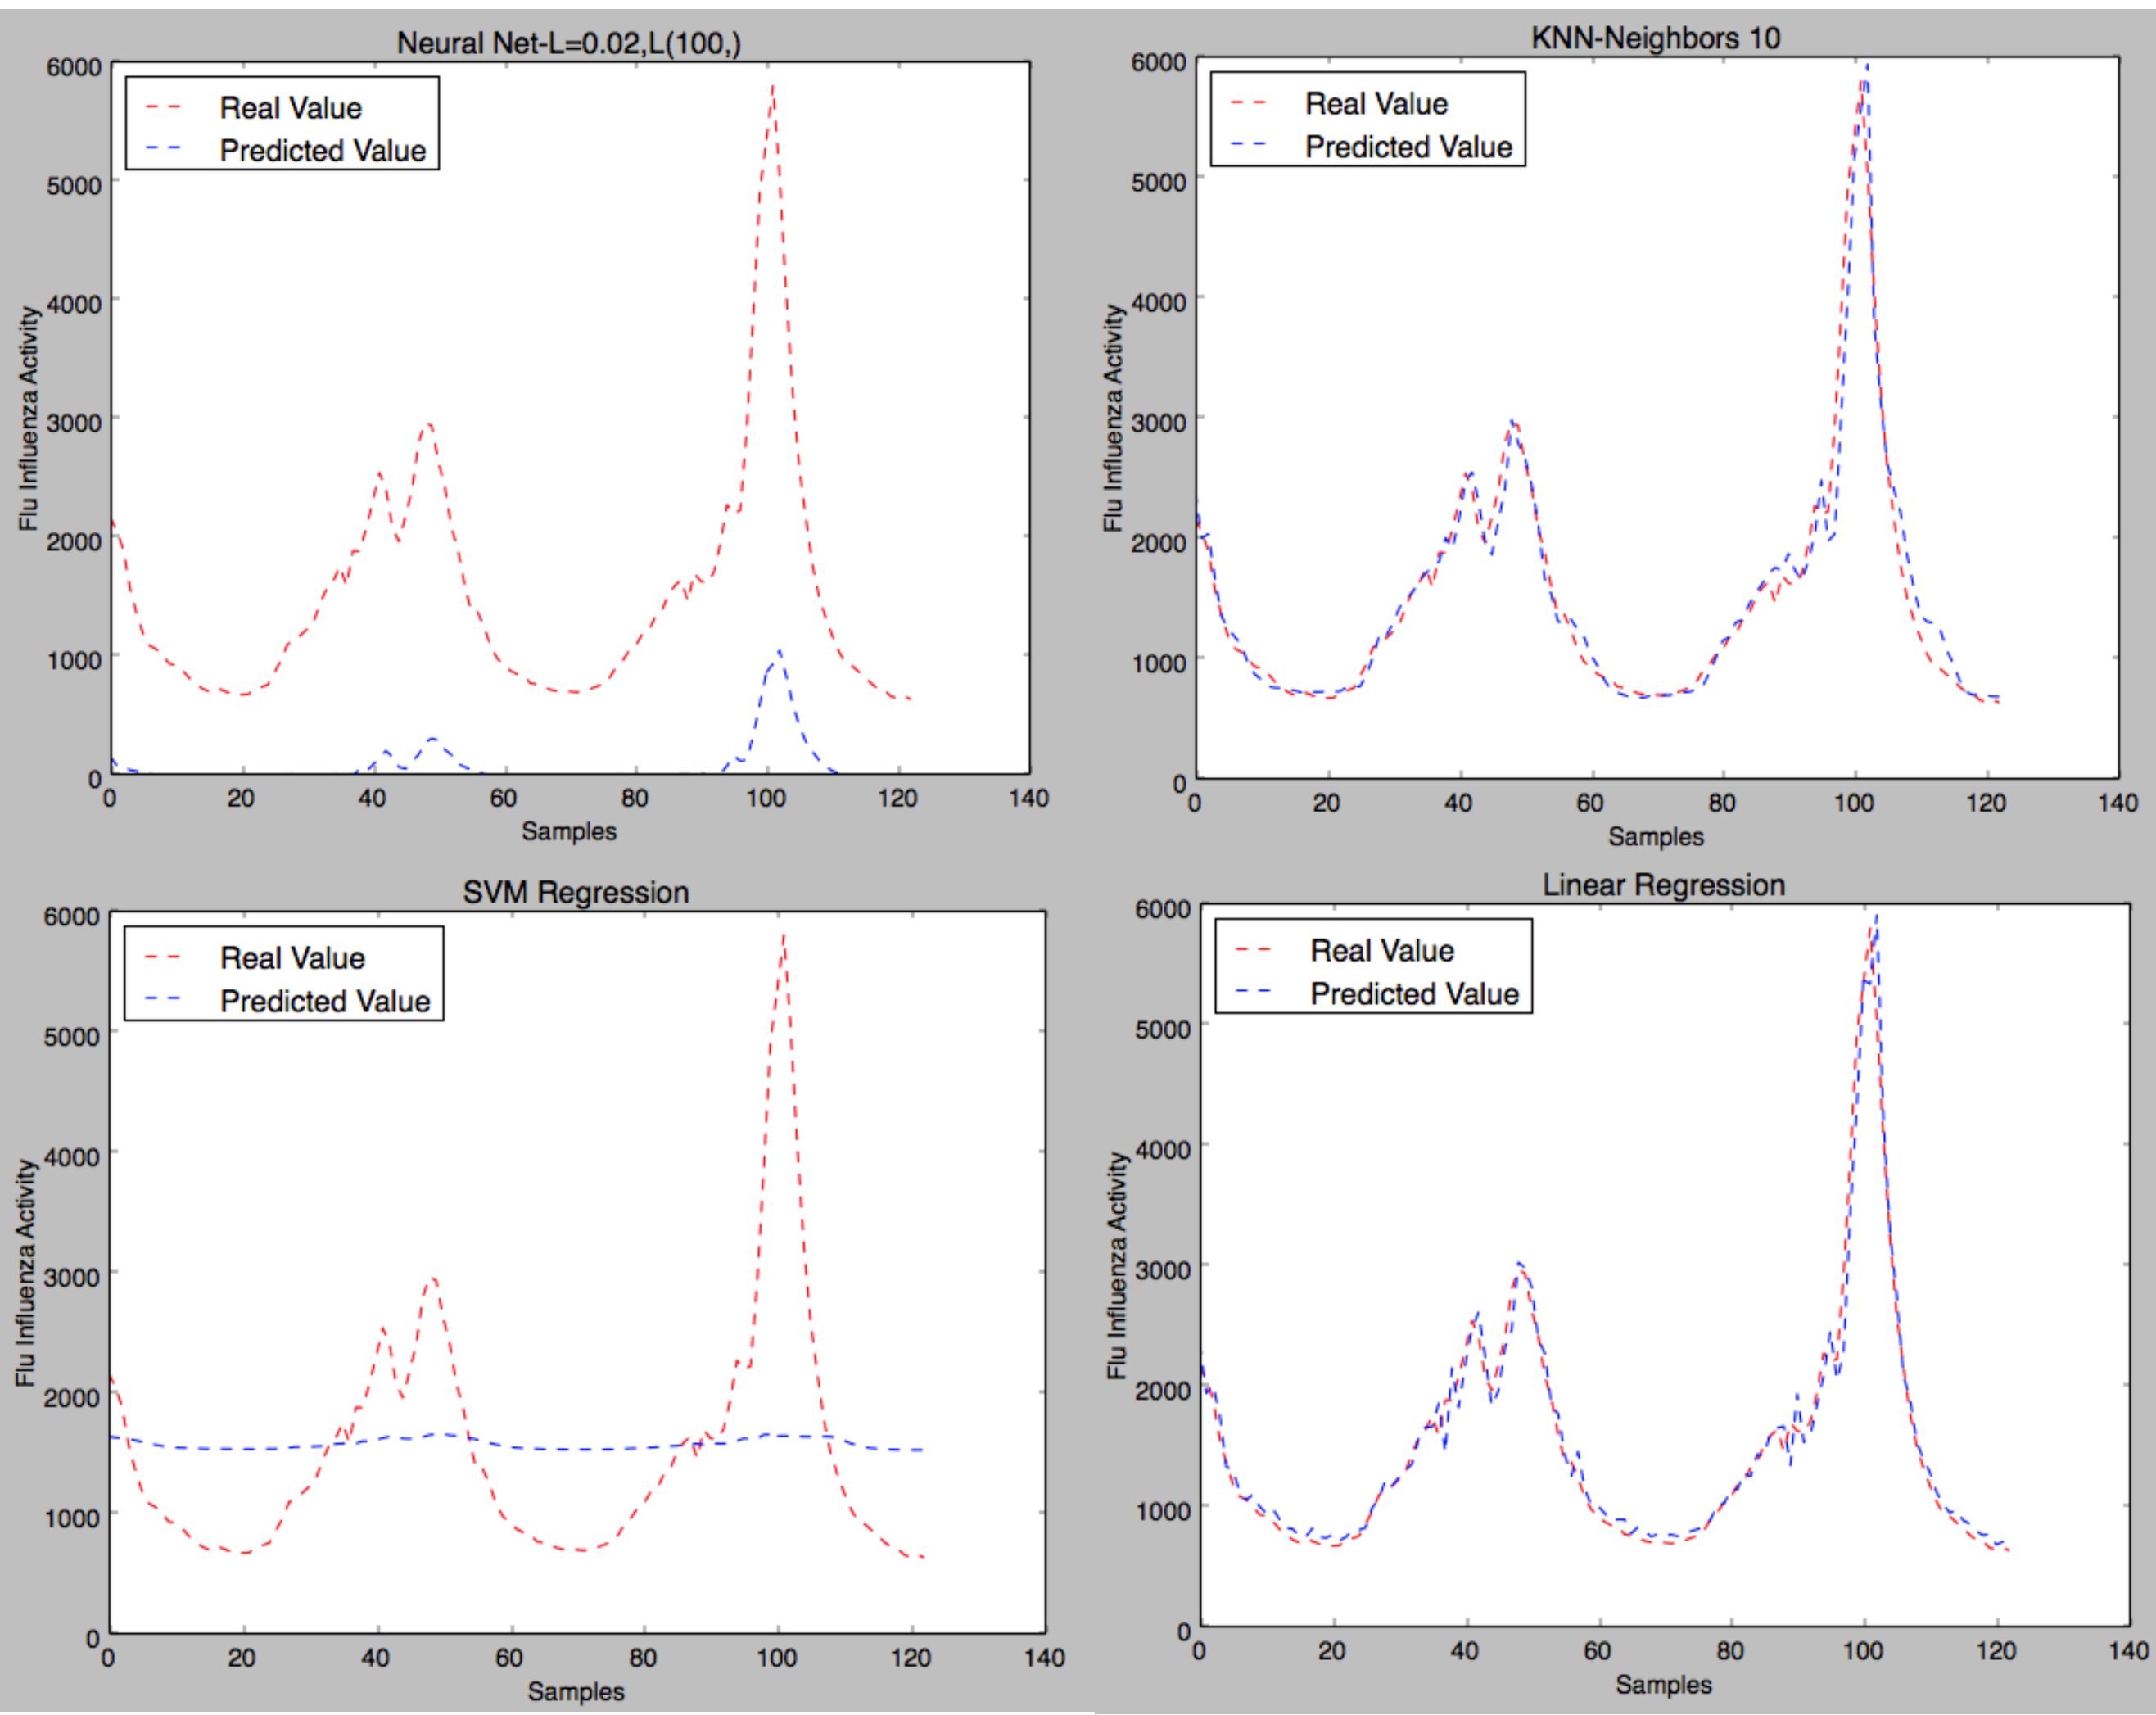 Neural Net-L=0.02,L(100,)
6000
5000
4000
3000
2000
1000
0
Flu Influenza Activity
Real Value
Predicted Value
0 20 40 60 80 100 120 140
Samples
KNN-Neighbors 10
6000
5000
4000
3000
2000
1000
0
Flu Influenza Activity
Real Value
Predicted Value
0 20 40 60 80 100 120 140
Samples
SVM Regression
6000
5000
4000
3000
2000
1000
0
Flu Influenza Activity
Real Value
Predicted Value
0 20 40 60 80 100 120 140
Samples
Linear Regression
6000
5000
4000
3000
2000
1000
0
Flu Influenza Activity
Real Value
Predicted Value
0 20 40 60 80 100 120 140
Samples